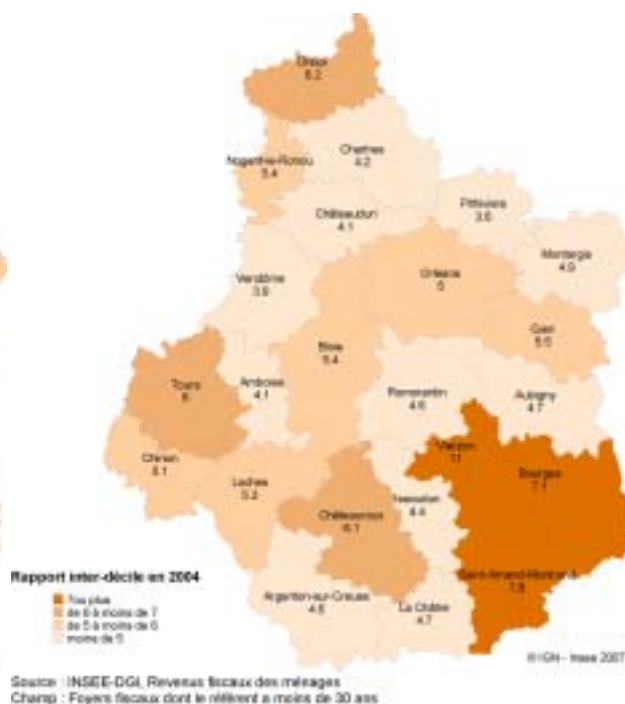 Dreux
6.2
Nogent-le-Rotrou
5.4
Chartres
4.2
Châteaudun
4.1
Pithiviers
3.6
Montargis
4.9
Vendôme
3.9
Orléans
5
Gien
5.5
Blois
5.4
Tours
6
Amboise
4.1
Romorantin
4.6
Aubigny
4.7
Chinon
5.1
Loches
5.2
Vierzon
Bourges
7.1
Issoudun
4.4
Châteauroux
6.1
Saint-Amand-Montrond
7.8
Argenton-sur-Creuse
4.8
La Châtre
4.7
Rapport inter-décile en 2004
7 ou plus
de 6 à moins de 7
de 5 à moins de 6
moins de 5
© IGN - Insee 2007
Source : INSEE-DGI, Revenus fiscaux des ménages
Champ : Foyers fiscaux dont le référent a moins de 30 ans